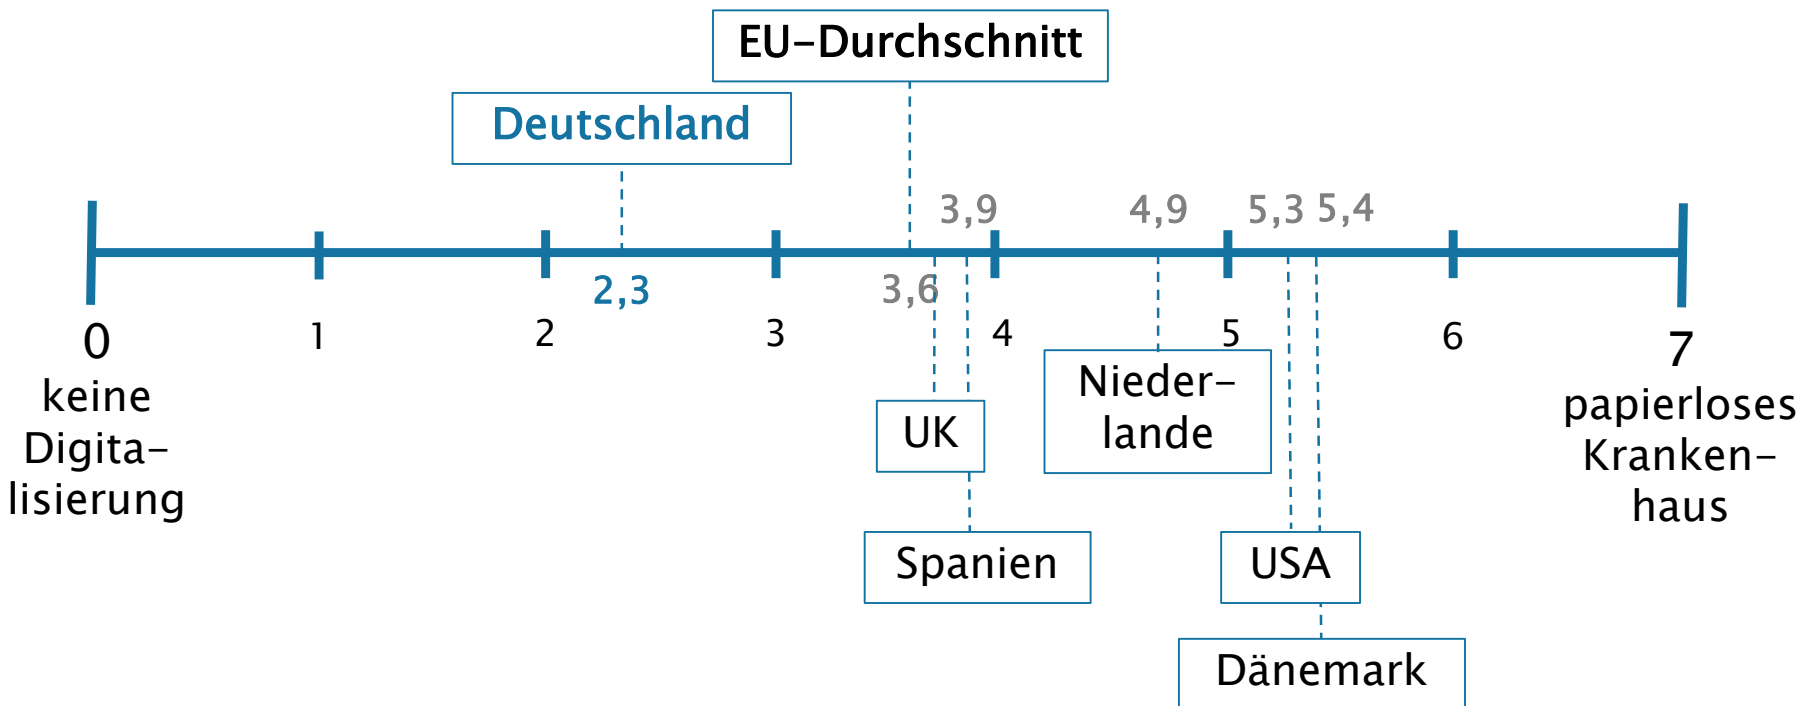 EU-Durchschnitt
Deutschland
3,9
4,9
5,3
5,4
2,3
3,6
0
1
2
3
4
5
6
7
keine
Digita-
lisierung
papierloses
Kranken-
haus
Nieder-
lande
UK
Spanien
USA
Dänemark